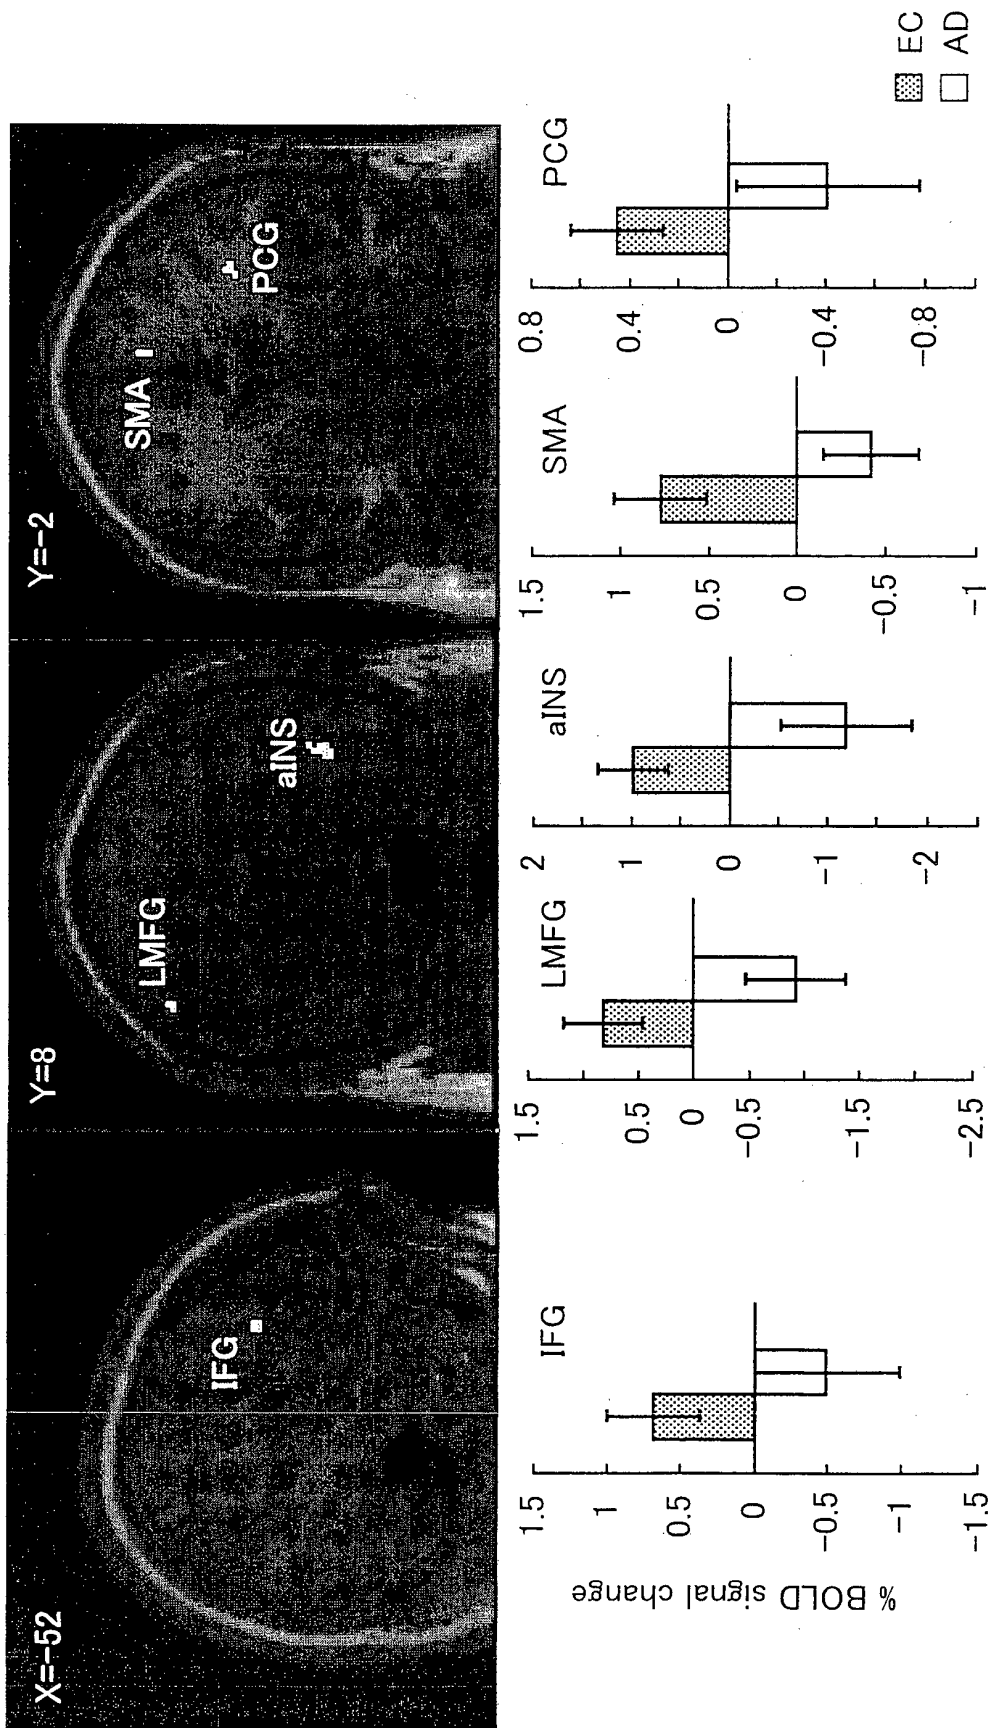 X=-52
IFG
Y=8
LMFG
aINS
Y=-2
SMA
PCG
% BOLD signal change
IFG
1.5
1
0.5
0
-0.5
-1
-1.5
LMFG
1.5
0.5
0
-0.5
-1.5
-2.5
aINS
2
1
0
-1
-2
SMA
1.5
1
0.5
0
-0.5
-1
PCG
0.8
0.4
0
-0.4
-0.8
EC
AD